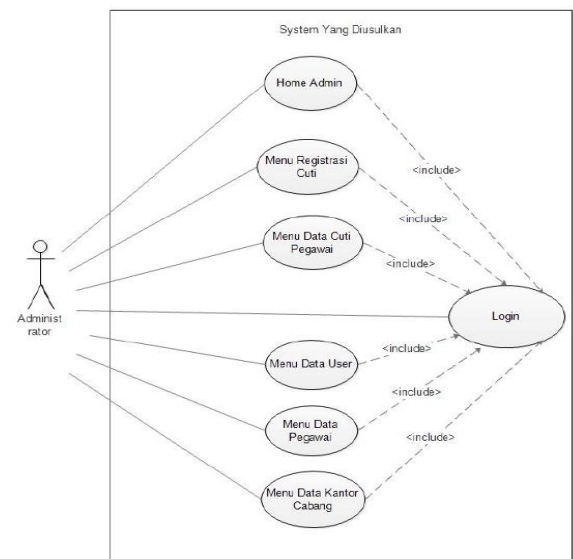 System Yang Diusulkan
Home Admin
Menu Registrasi
Cuti
<include>
Menu Data Cuti
Pegawai
<include>
<include>
Administ
rator
Login
Menu Data User
<include>
Menu Data
Pegawai
<include>
<include>
Menu Data Kantor
Cabang